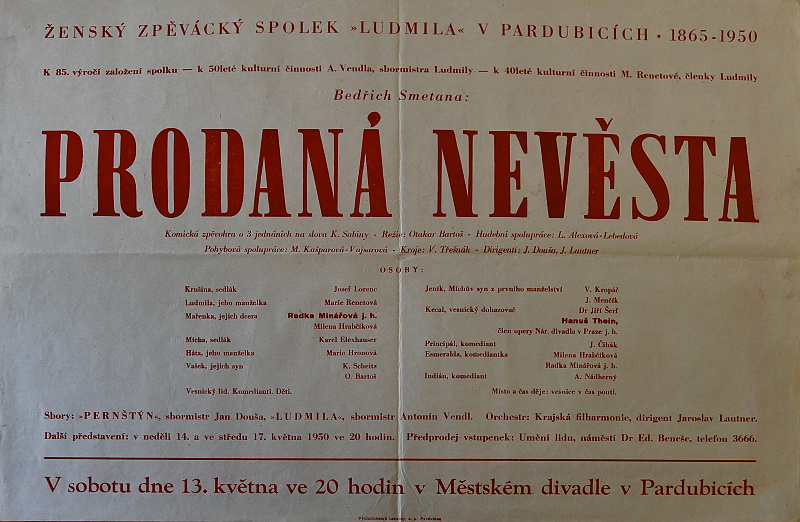 ŽENSKÝ ZPĚVÁCKÝ SPOLEK »LUDMILA« V PARDUBICÍCH · 1865-1950
K 85. výročí založení spolku — k 50leté kulturní činnosti A. Vendla, sbormistra Ludmily — k 40leté kulturní činnosti M. Renetové, členky Ludmily
Bedřich Smetana:
PRODANÁ NEVĚSTA
Komická zpěvohra o 3 jednáních na slova K. Sabiny - Režie: Otakar Bartoš - Hudební spolupráce: L. Alexová-Lebedová
Pohybová spolupráce: M. Kašparová-Vajsarová - Kroje: V. Třešňák - Dirigenti: J. Douša, J. Lautner
OSOBY:
Krušina, sedlák Josef Lorenc
Ludmila, jeho manželka Marie Renetová
Mařenka, jejich dcera Radka Minářová j. h.
Milena Hrabčíková
Mícha, sedlák Karel Elexhauser
Háta, jeho manželka Marie Hronová
Vašek, jejich syn K. Scheitz
O. Bartoš
Vesnický lid. Komedianti. Děti.
Jeník, Míchův syn z prvního manželství V. Kropáč
J. Menčík
Kecal, vesnický dohazovač Dr Jiří Šerf
Hanuš Thein,
člen opery Nár. divadla v Praze j. h.
Principál, komediant J. Čihák
Esmeralda, komediantka Milena Hrabčíková
Radka Minářová j. h.
Indián, komediant A. Nádherný
Místo a čas děje: vesnice v čas pouti.
Sbory: »PERNŠTÝN«, sbormistr Jan Douša, »LUDMILA«, sbormistr Antonín Vendl. Orchestr: Krajská filharmonie, dirigent Jaroslav Lautner.
Další představení: v neděli 14. a ve středu 17. května 1950 ve 20 hodin. Předprodej vstupenek: Umění lidu, náměstí Dr Ed. Beneše, telefon 3666.
V sobotu dne 13. května ve 20 hodin v Městském divadle v Pardubicích